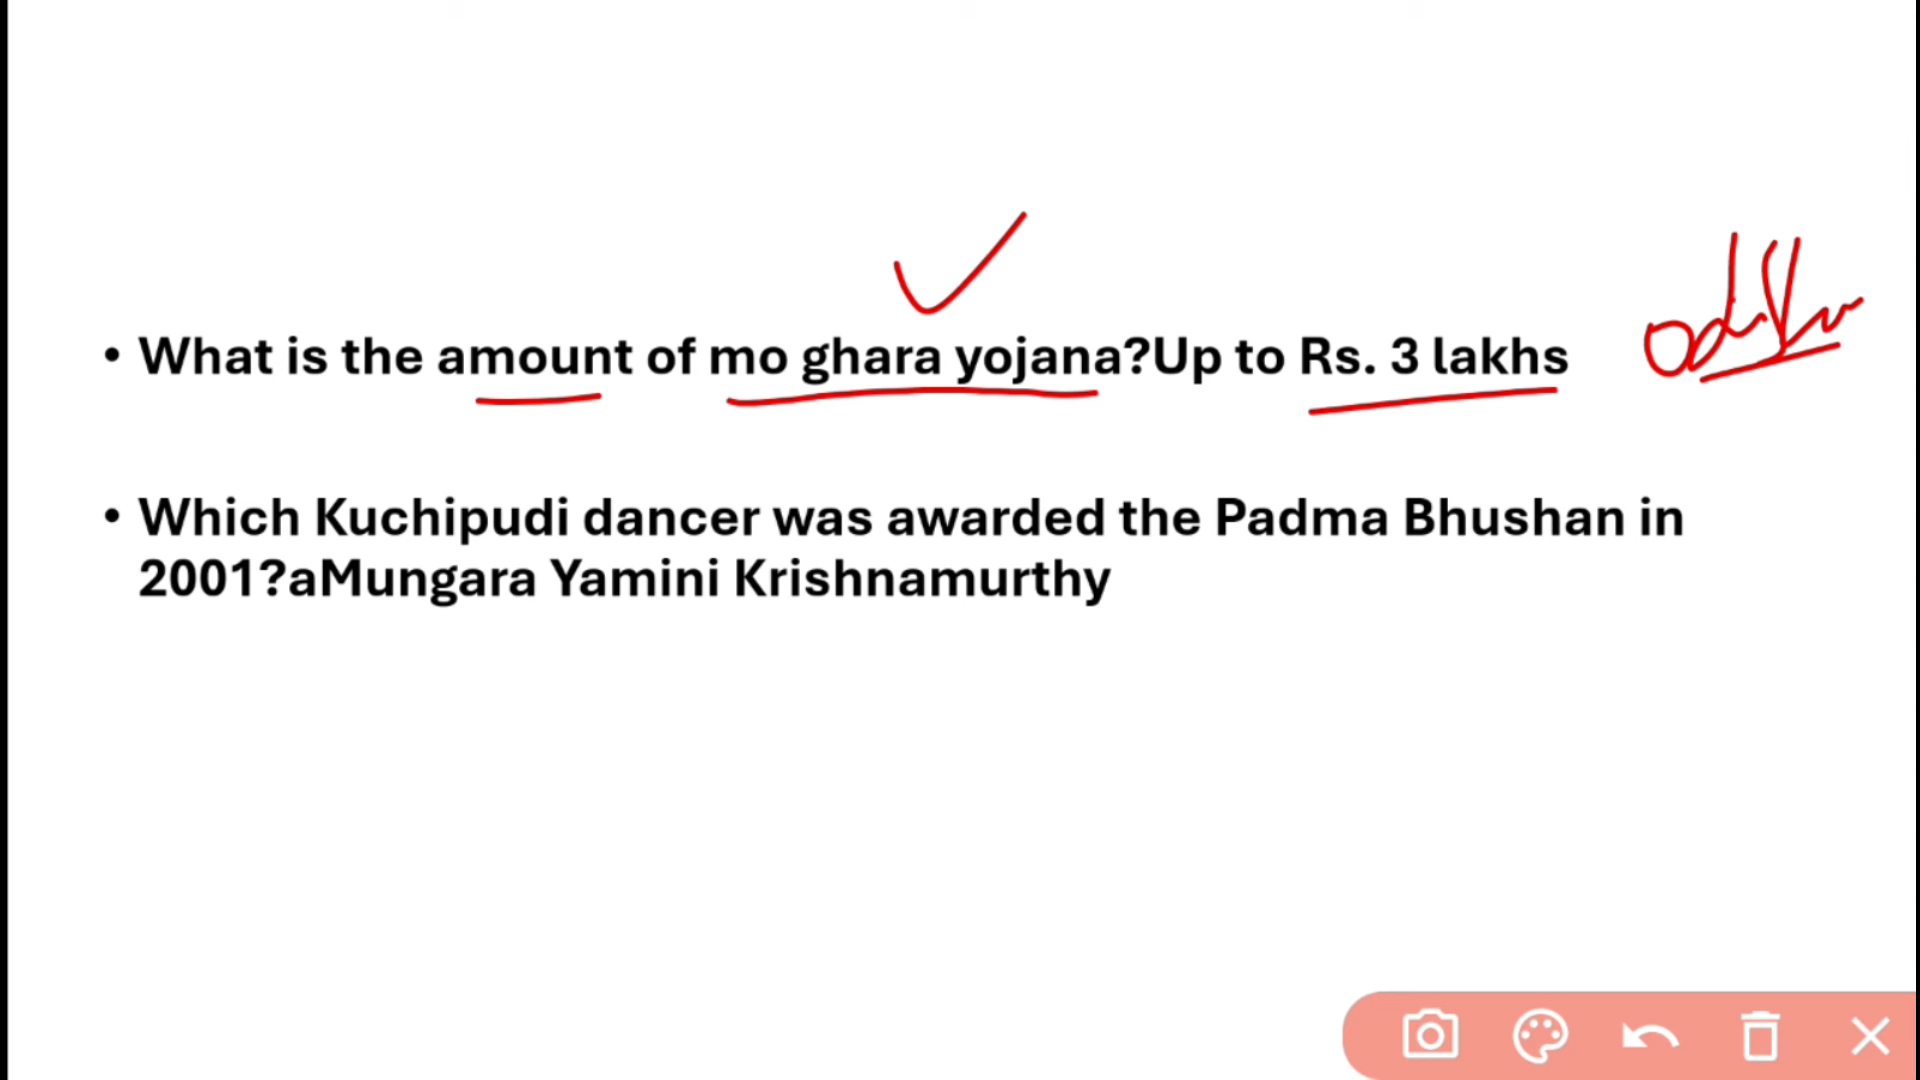 • What is the amount of mo ghara yojana?Up to Rs. 3 lakhs
• Which Kuchipudi dancer was awarded the Padma Bhushan in
2001?aMungara Yamini Krishnamurthy